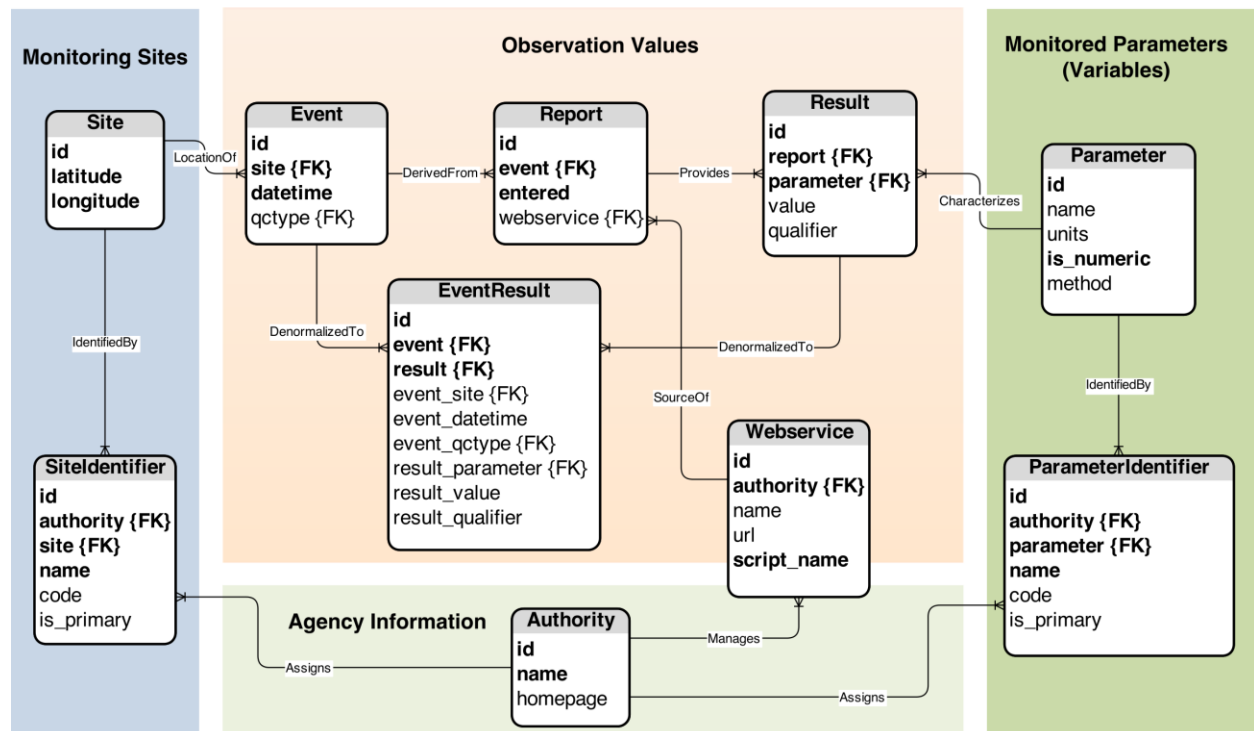 Monitoring Sites
Site
id
latitude
longitude
IdentifiedBy
SiteIdentifier
id
authority {FK}
site {FK}
name
code
is_primary
Observation Values
LocationOf
Event
id
site {FK}
datetime
qctype {FK}
DerivedFrom
Report
id
event {FK}
entered
webservice {FK}
Provides
Result
id
report {FK}
parameter {FK}
value
qualifier
DenormalizedTo
EventResult
id
event {FK}
result {FK}
event_site {FK}
event_datetime
event_qctype {FK}
result_parameter {FK}
result_value
result_qualifier
DenormalizedTo
SourceOf
Webservice
id
authority {FK}
name
url
script_name
Agency Information
Authority
id
name
homepage
Assigns
Manages
Assigns
Monitored Parameters
(Variables)
Characterizes
Parameter
id
name
units
is_numeric
method
IdentifiedBy
ParameterIdentifier
id
authority {FK}
parameter {FK}
name
code
is_primary